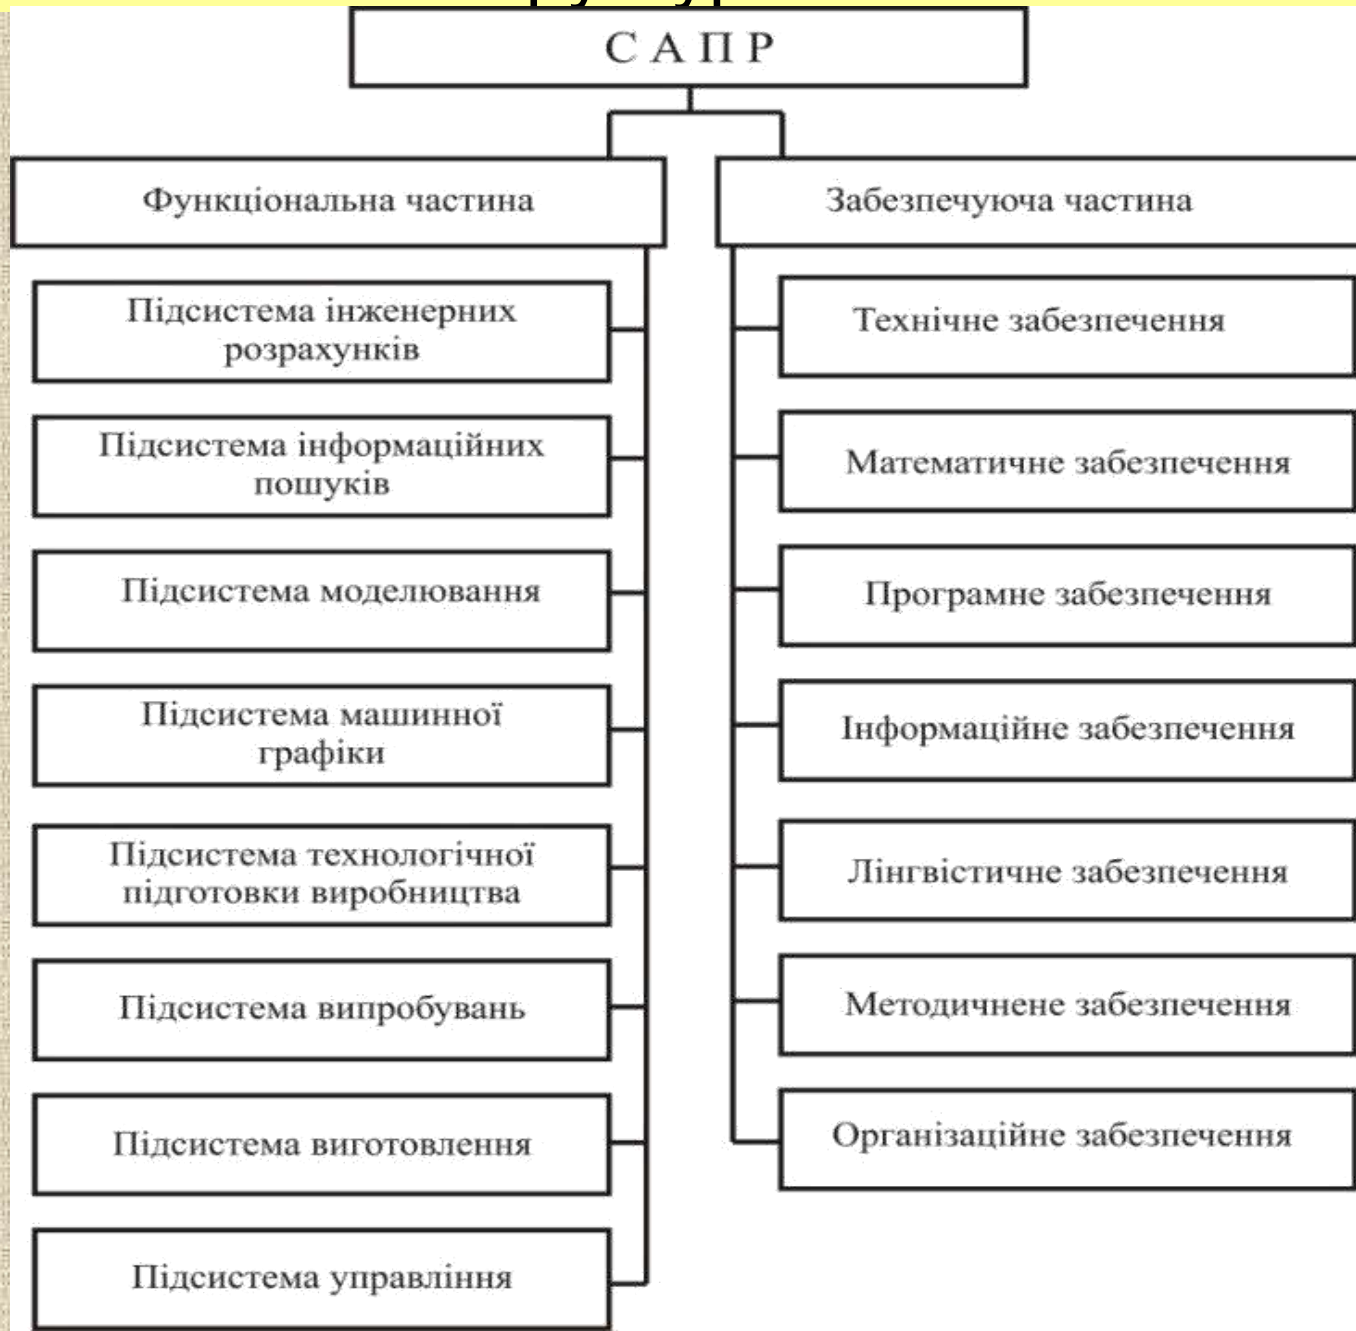 С А П Р
Функціональна частина
Підсистема інженерних
розрахунків
Підсистема інформаційних
пошуків
Підсистема моделювання
Підсистема машинної
графіки
Підсистема технологічної
підготовки виробництва
Підсистема випробувань
Підсистема виготовлення
Підсистема управління
Забезпечуюча частина
Технічне забезпечення
Математичне забезпечення
Програмне забезпечення
Інформаційне забезпечення
Лінгвістичне забезпечення
Методичнене забезпечення
Організаційне забезпечення